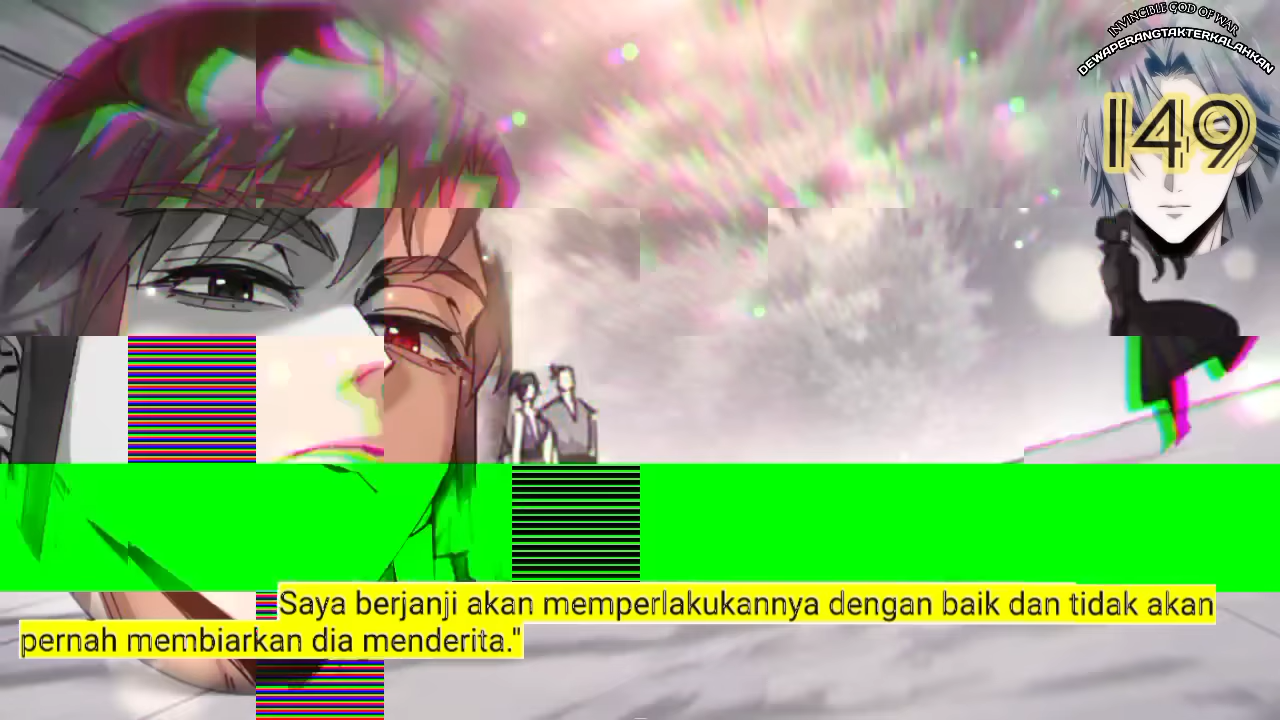 INVINCIBLE GOD OF WAR
DEWAPERANGTAKTERKALAHKAN
149
Saya berjanji akan memperlakukannya dengan baik dan tidak akan
pernah membiarkan dia menderita."